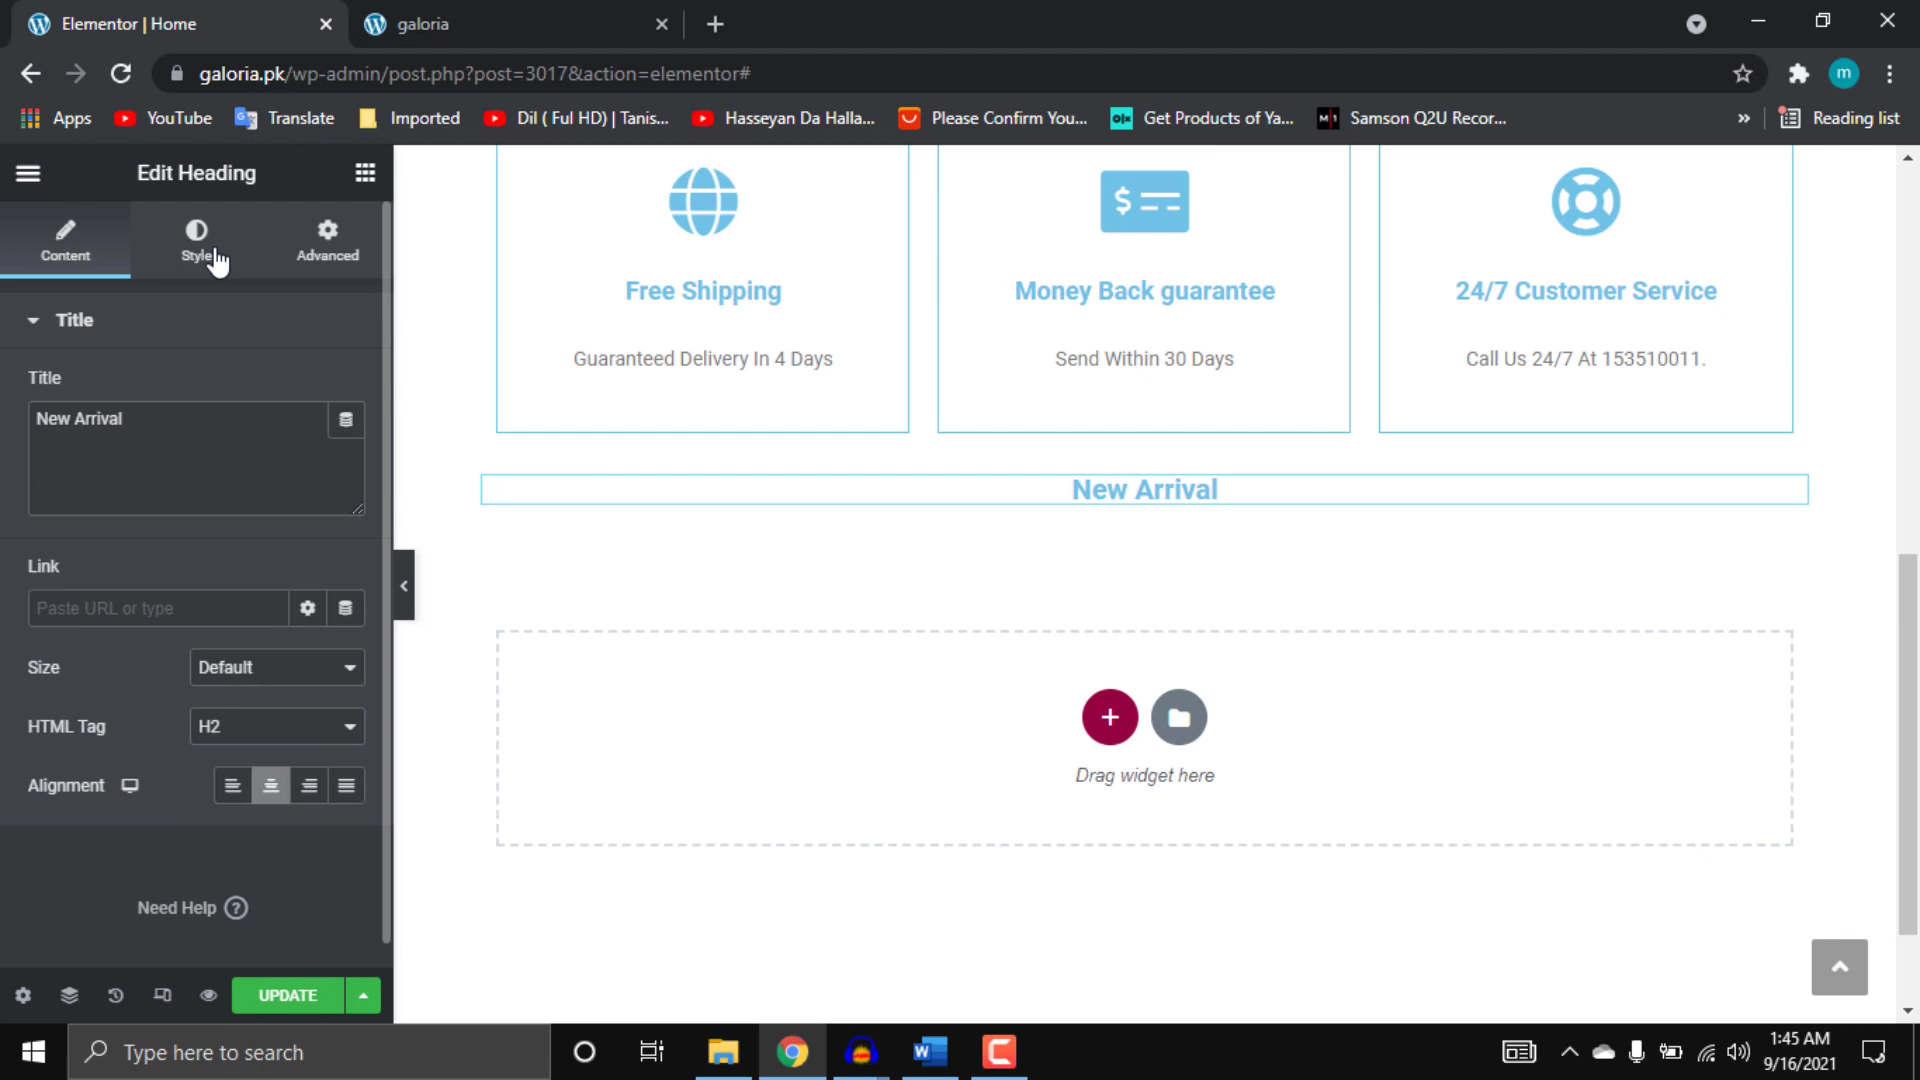 Elementor | Home
galoria
galoria.pk/wp-admin/post.php?post=3017&action=elementor#
m
Apps
YouTube
Translate
Imported
Dil ( Ful HD) | Tanis...
Hasseyan Da Halla...
Please Confirm You...
Get Products of Ya...
Samson Q2U Recor...
»
Reading list
Edit Heading
Content
Style
Advanced
Title
Title
New Arrival
Link
Paste URL or type
Size
Default
HTML Tag
H2
Alignment
Need Help
UPDATE
Free Shipping
Money Back guarantee
24/7 Customer Service
Guaranteed Delivery In 4 Days
Send Within 30 Days
Call Us 24/7 At 153510011.
New Arrival
Drag widget here
Type here to search
1:45 AM
9/16/2021